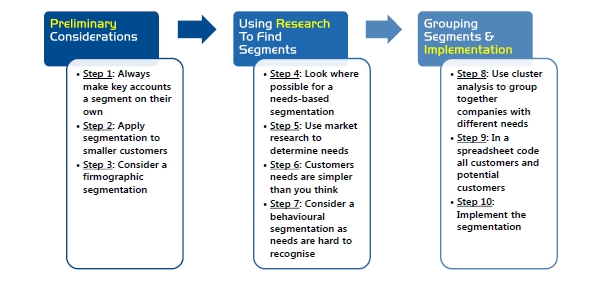 Preliminary
Considerations
• Step 1: Always
make key accounts
a segment on their
own
• Step 2: Apply
segmentation to
smaller customers
• Step 3: Consider a
firmographic
segmentation
Using Research
To Find
Segments
• Step 4: Look where
possible for a
needs-based
segmentation
• Step 5: Use market
research to
determine needs
• Step 6: Customers
needs are simpler
than you think
• Step 7: Consider a
behavioural
segmentation as
needs are hard to
recognise
Grouping
Segments &
Implementation
• Step 8: Use cluster
analysis to group
together
companies with
different needs
• Step 9: In a
spreadsheet code
all customers and
potential
customers
• Step 10:
Implement the
segmentation